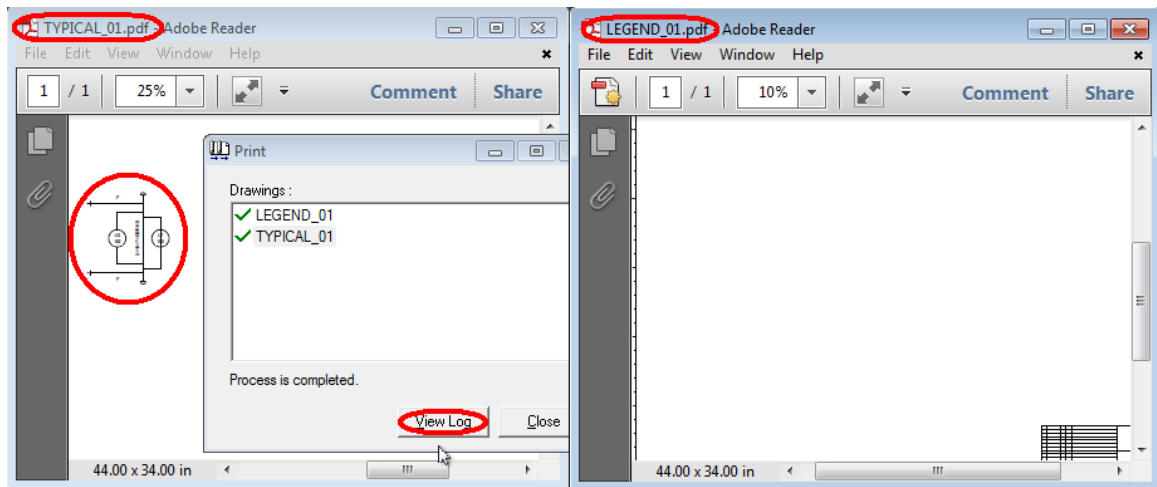 TYPICAL_01.pdf - Adobe Reader
File Edit View Window Help
1 / 1 25% Comment Share
Print
Drawings :
LEGEND_01
TYPICAL_01
Process is completed.
View Log Close
44.00 x 34.00 in
LEGEND_01.pdf - Adobe Reader
File Edit View Window Help
1 / 1 10% Comment Share
44.00 x 34.00 in